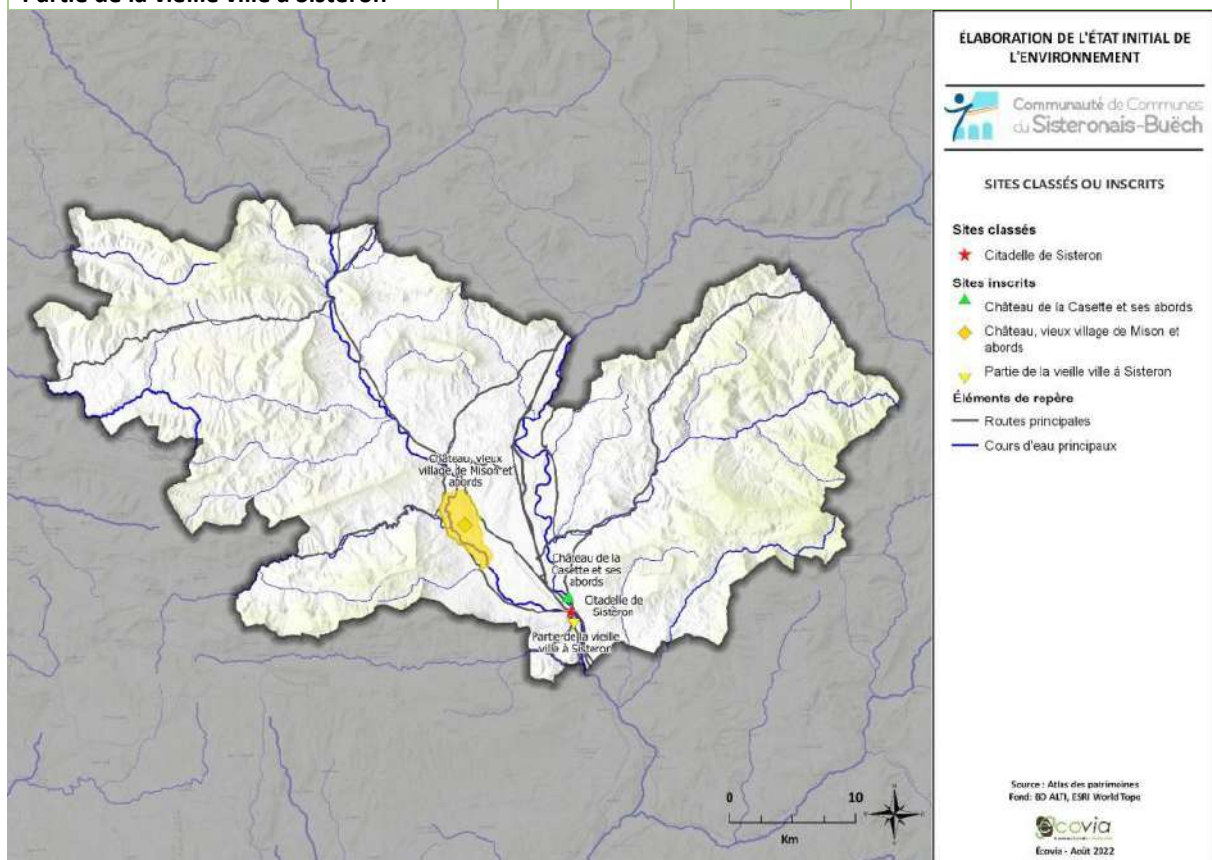 Partie de la vieille ville à Sisteron
ÉLABORATION DE L'ÉTAT INITIAL DE
L'ENVIRONNEMENT
Communauté de Communes
du Sisteronais-Buëch
SITES CLASSÉS OU INSCRITS
Sites classés
Citadelle de Sisteron
Sites inscrits
Château de la Casette et ses abords
Château, vieux village de Mison et
abords
Partie de la vieille ville à Sisteron
Éléments de repère
Routes principales
Cours d'eau principaux
Château, vieux
village de Mison et
abords
Château de la
Casette et ses
abords
Citadelle de
Sisteron
Partie de la vieille
ville à Sisteron
0 10
Km
Source : Atlas des patrimoines
Fond: BD ALTI, ESRI World Topo
écovia
Écovia - Août 2022